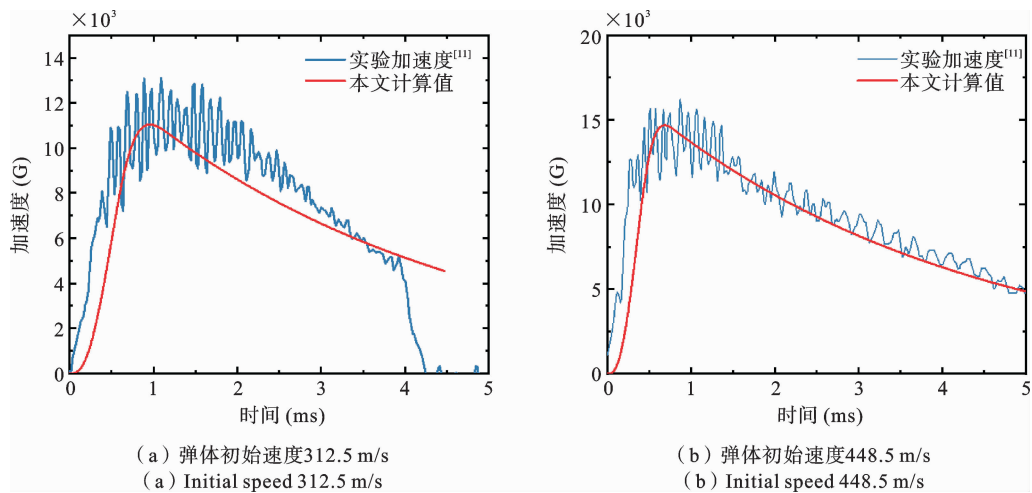 ×10³
14
12
10
8
6
4
2
0
加速度 (G)
实验加速度[11]
本文计算值
0 1 2 3 4 5
时间 (ms)
(a) 弹体初始速度312.5 m/s
(a) Initial speed 312.5 m/s
×10³
20
15
10
5
0
加速度 (G)
实验加速度[11]
本文计算值
0 1 2 3 4 5
时间 (ms)
(b) 弹体初始速度448.5 m/s
(b) Initial speed 448.5 m/s